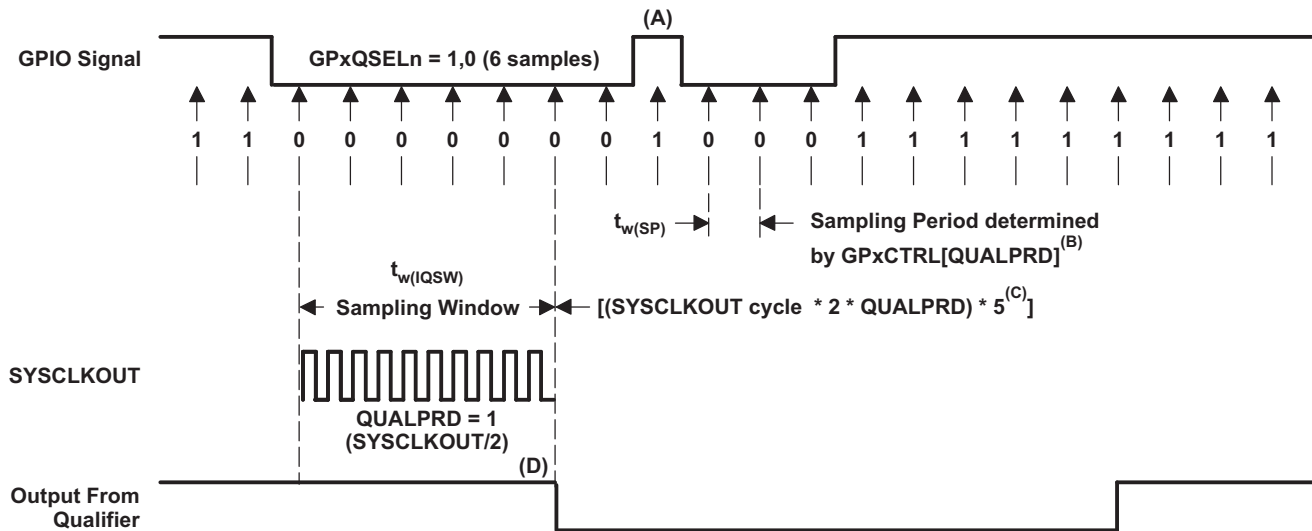 (A)
GPIO Signal
GPxQSELn = 1,0 (6 samples)
1 1 0 0 0 0 0 0 0 1 0 0 0 1 1 1 1 1 1 1 1 1
tw(SP)
Sampling Period determined
by GPxCTRL[QUALPRD](B)
tw(IQSW)
Sampling Window
[(SYSCLKOUT cycle * 2 * QUALPRD) * 5(C)]
SYSCLKOUT
QUALPRD = 1
(SYSCLKOUT/2)
(D)
Output From
Qualifier